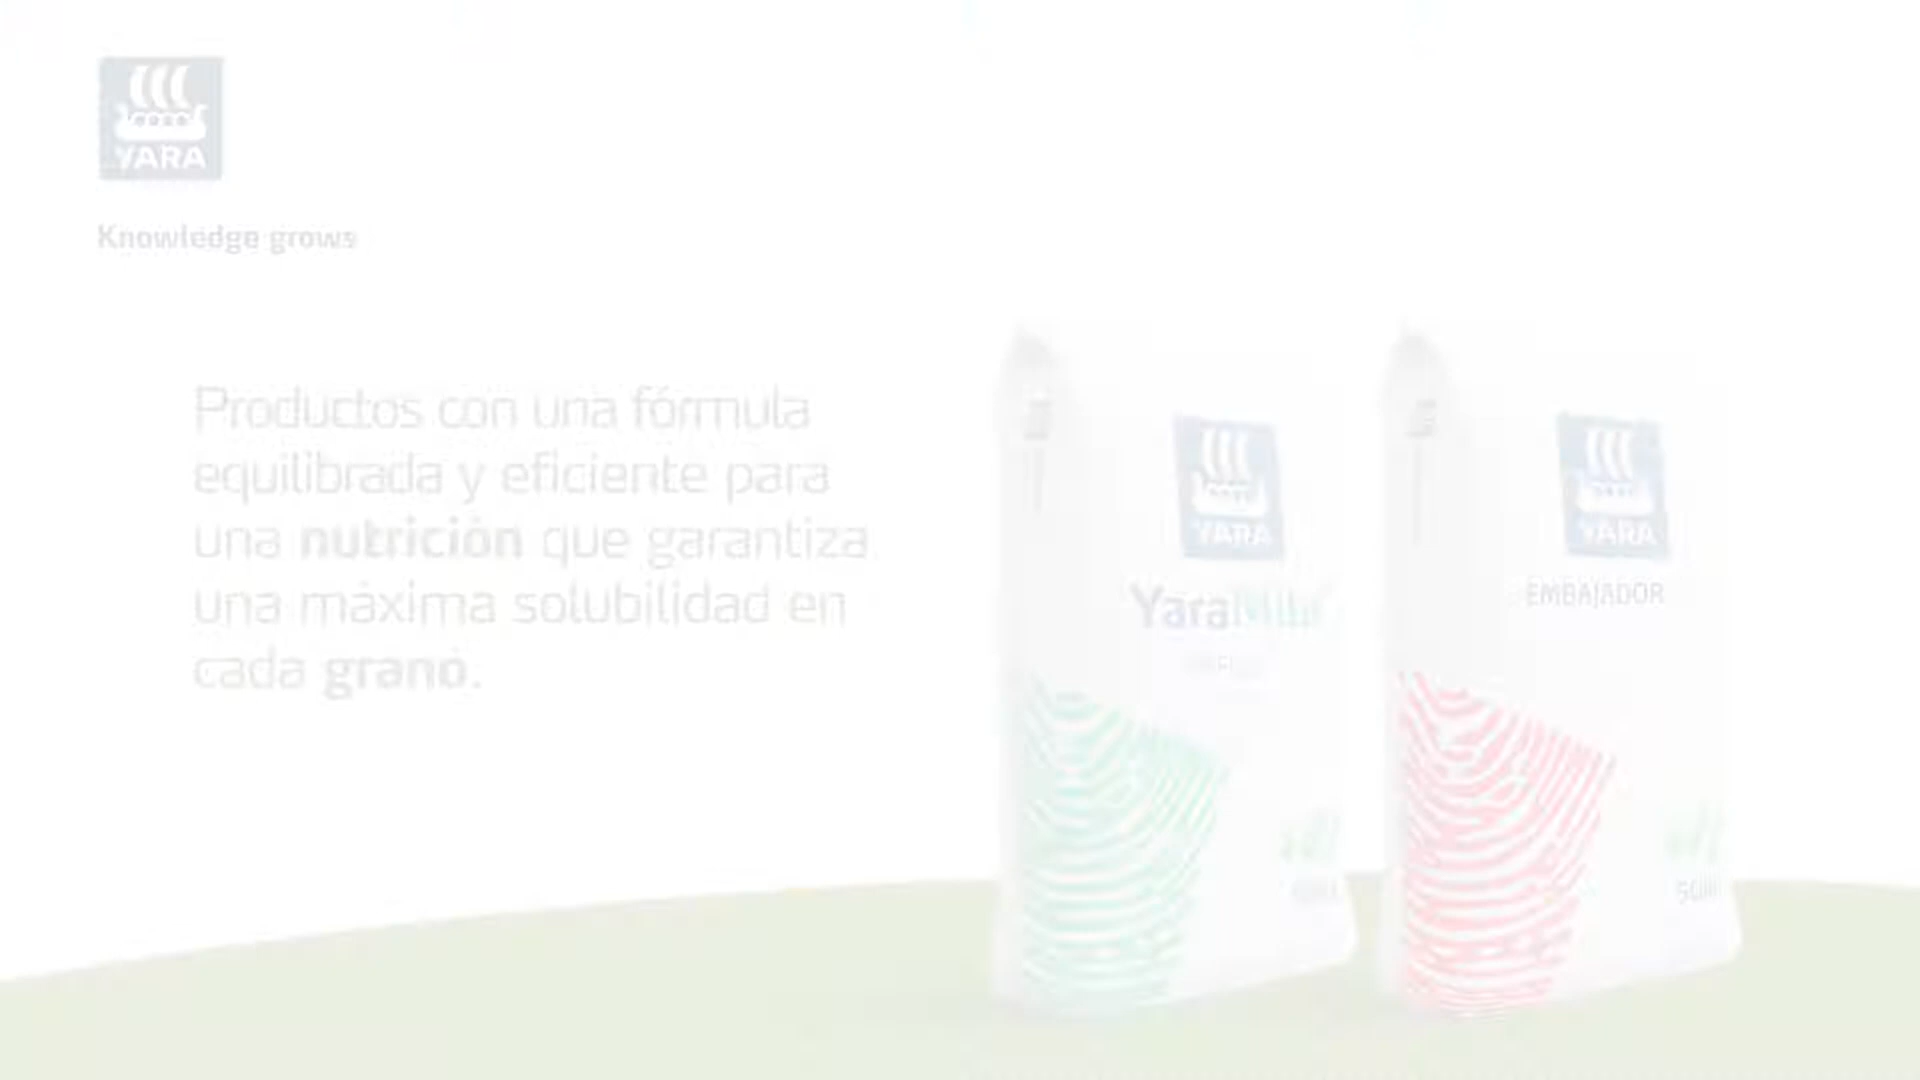 YARA
Knowledge grows
Productos con una fórmula
equilibrada y eficiente para
una nutrición que garantiza
una máxima solubilidad en
cada grano.
YARA
YaraMila
YARA
EMBAJADOR